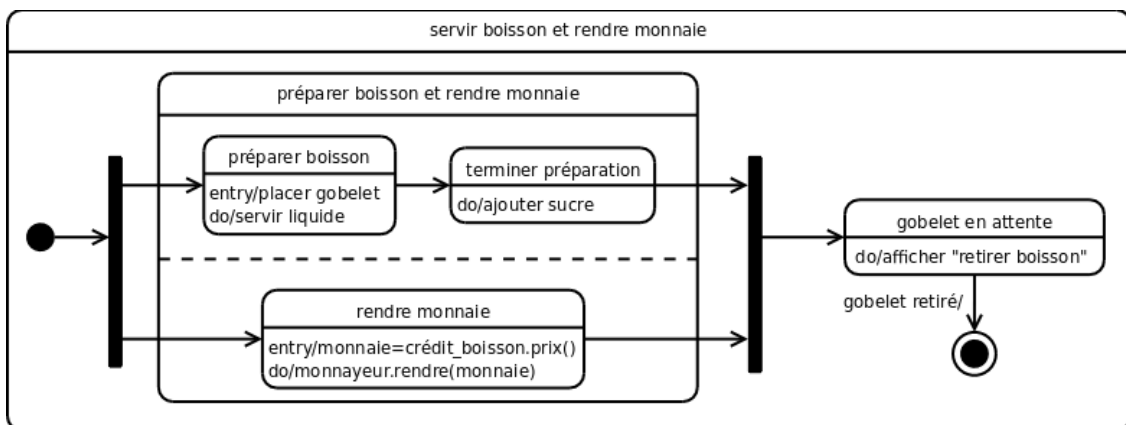 servir boisson et rendre monnaie
préparer boisson et rendre monnaie
préparer boisson
entry/placer gobelet
do/servir liquide
terminer préparation
do/ajouter sucre
gobelet en attente
do/afficher "retirer boisson"
gobelet retiré/
rendre monnaie
entry/monnaie=crédit_boisson.prix()
do/monnayeur.rendre(monnaie)